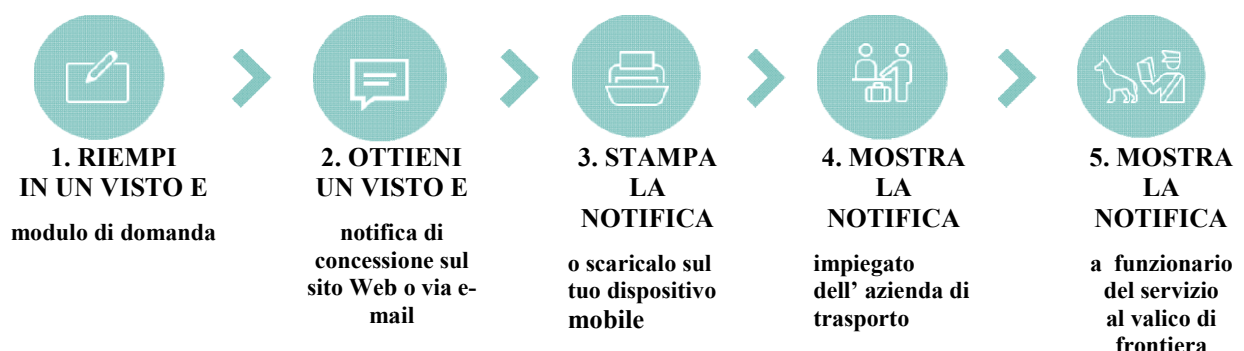 1. RIEMPI
IN UN VISTO E
modulo di domanda
2. OTTIENI
UN VISTO E
notifica di
concessione sul
sito Web o via e-
mail
3. STAMPA
LA
NOTIFICA
o scaricalo sul
tuo dispositivo
mobile
4. MOSTRA
LA
NOTIFICA
impiegato
dell’ azienda di
trasporto
5. MOSTRA
LA
NOTIFICA
a funzionario
del servizio
al valico di
frontiera